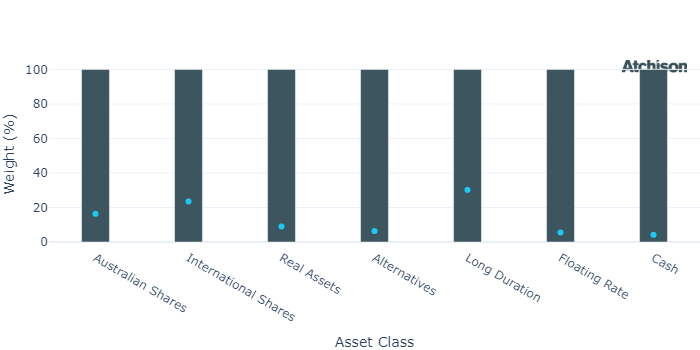 Atchison
100
80
60
40
20
0
Weight (%)
Australian Shares
International Shares
Real Assets
Alternatives
Long Duration
Floating Rate
Cash
Asset Class